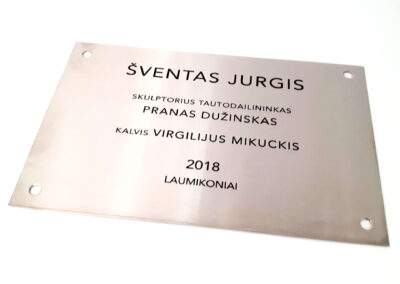 ŠVENTAS JURGIS
SKULPTORIUS TAUTODAILININKAS
PRANAS DUŽINSKAS
KALVIS VIRGILIJUS MIKUCKIS
2018
LAUMIKONIAI